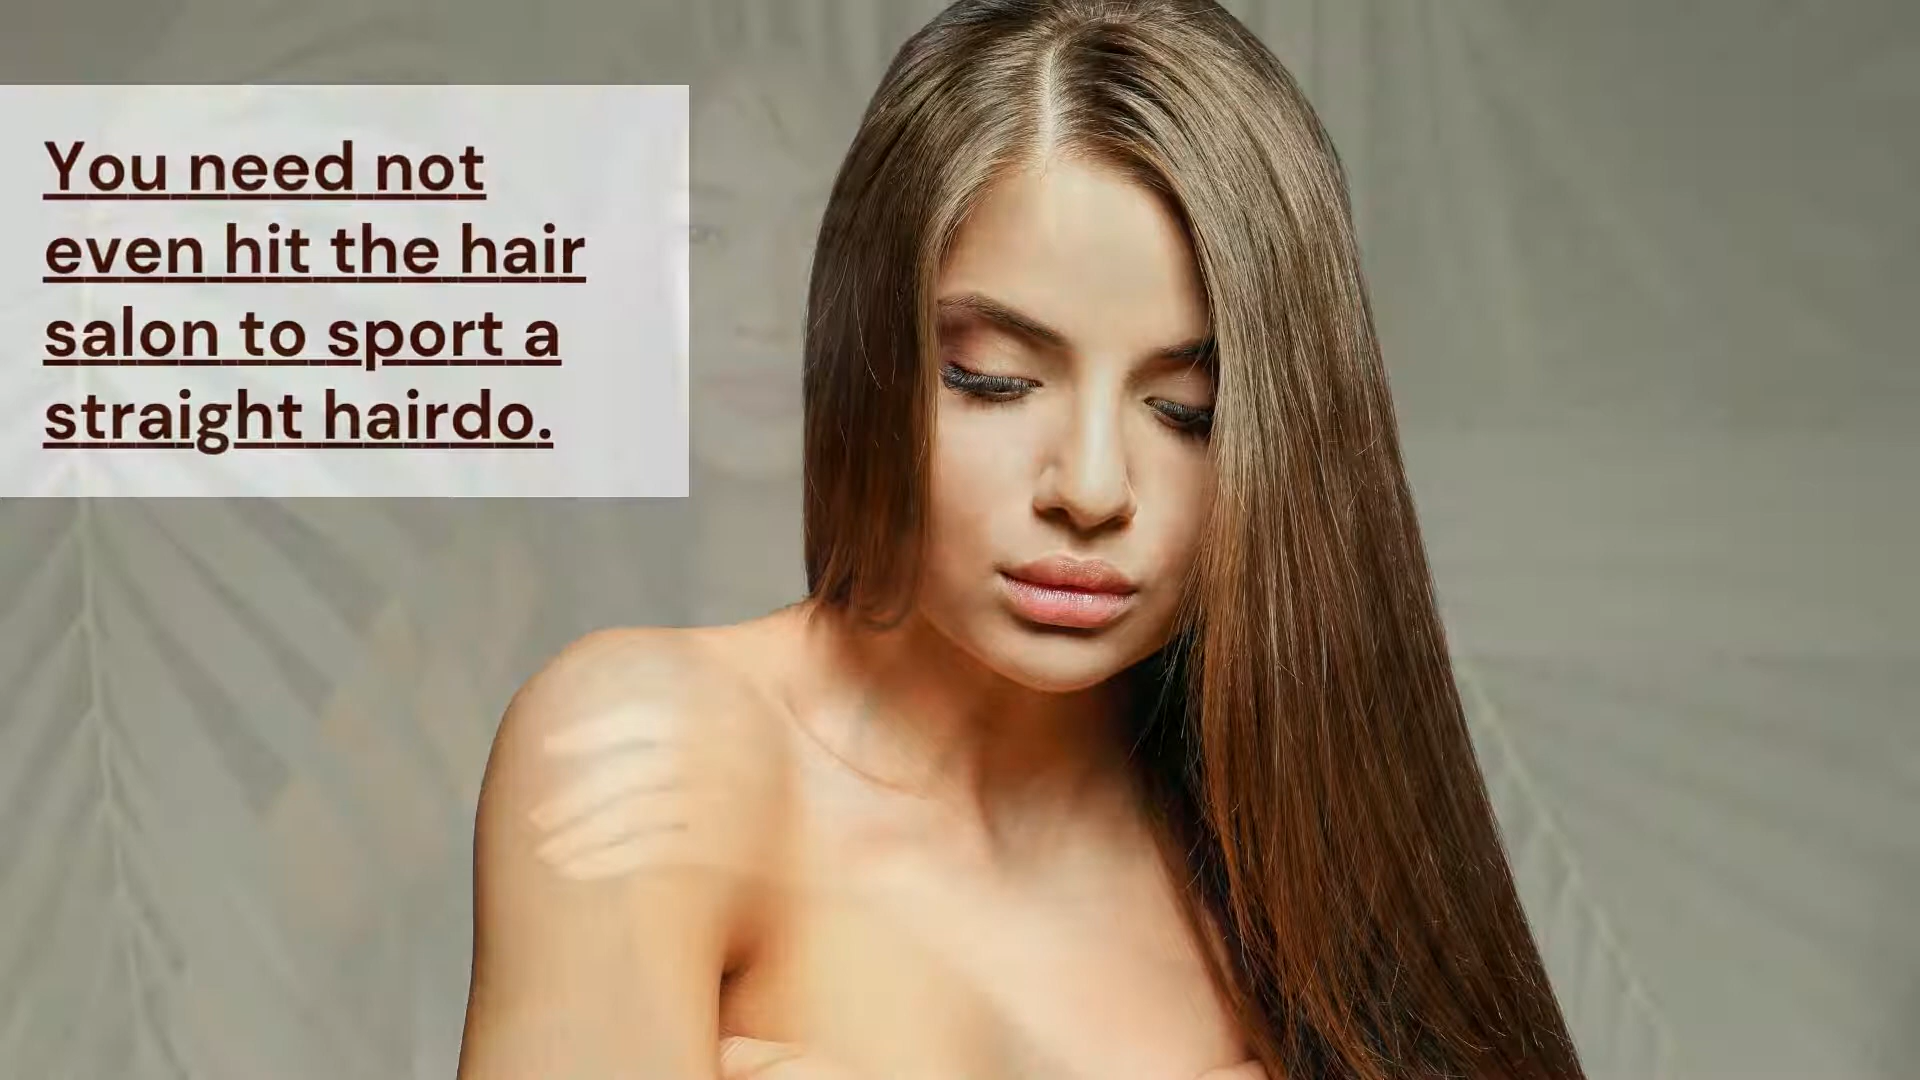 You need not
even hit the hair
salon to sport a
straight hairdo.